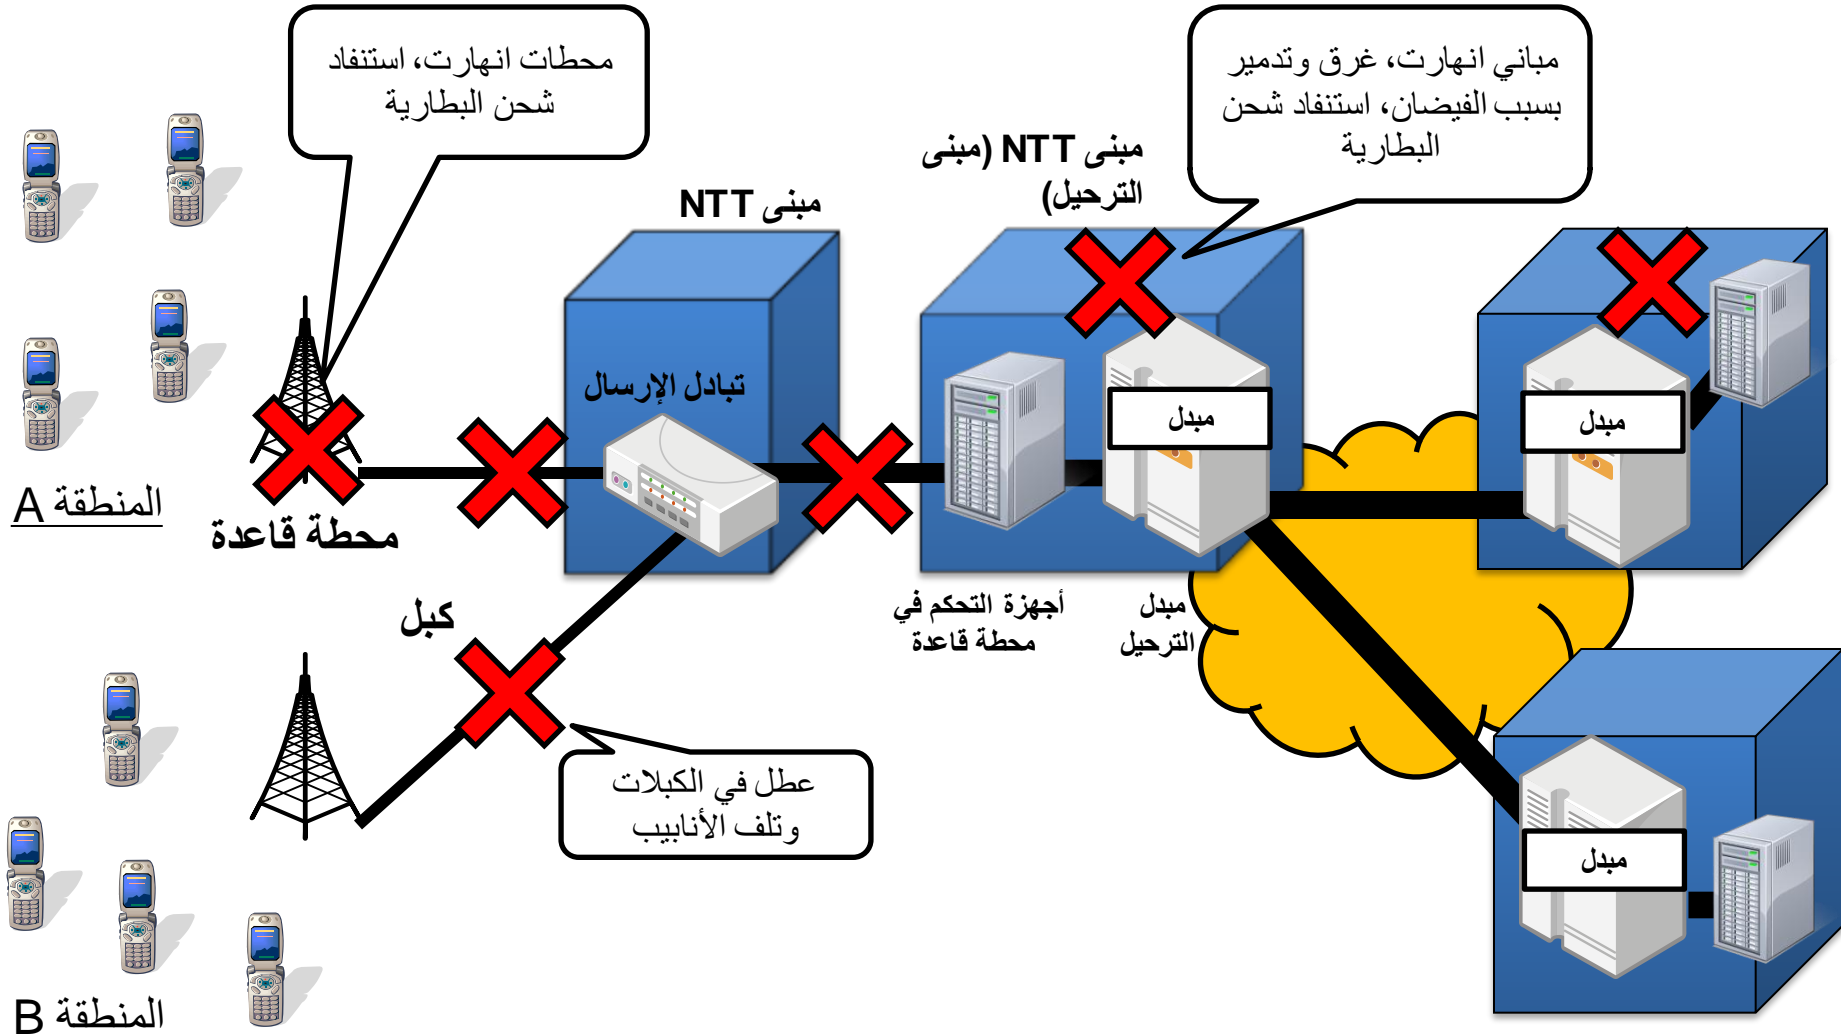 محطات انهارت، استنفاد
شحن البطارية
مباني انهارت، غرق وتدمير
بسبب الفيضان، استنفاد شحن
البطارية
مبنى NTT (مبنى
الترحيل)
مبنى NTT
تبادل الإرسال
مبدل
مبدل
المنطقة A
محطة قاعدة
كبل
أجهزة التحكم في
محطة قاعدة
مبدل
الترحيل
عطل في الكبلات
وتلف الأنابيب
مبدل
المنطقة B